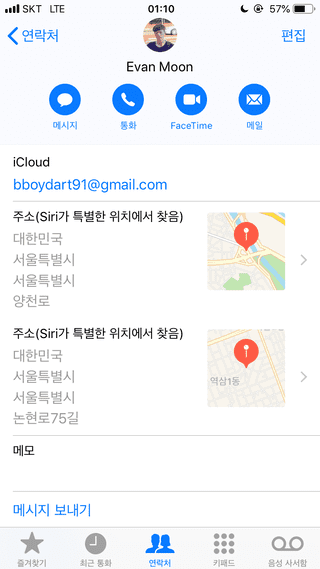 SKT LTE 01:10 57%
연락처 편집
Evan Moon
메시지 통화 FaceTime 메일
iCloud
bboydart91@gmail.com
주소(Siri가 특별한 위치에서 찾음)
대한민국
서울특별시
서울특별시
양천로
주소(Siri가 특별한 위치에서 찾음)
대한민국
서울특별시
서울특별시
논현로75길
역삼1동
메모
메시지 보내기
즐겨찾기 최근 통화 연락처 키패드 음성 사서함